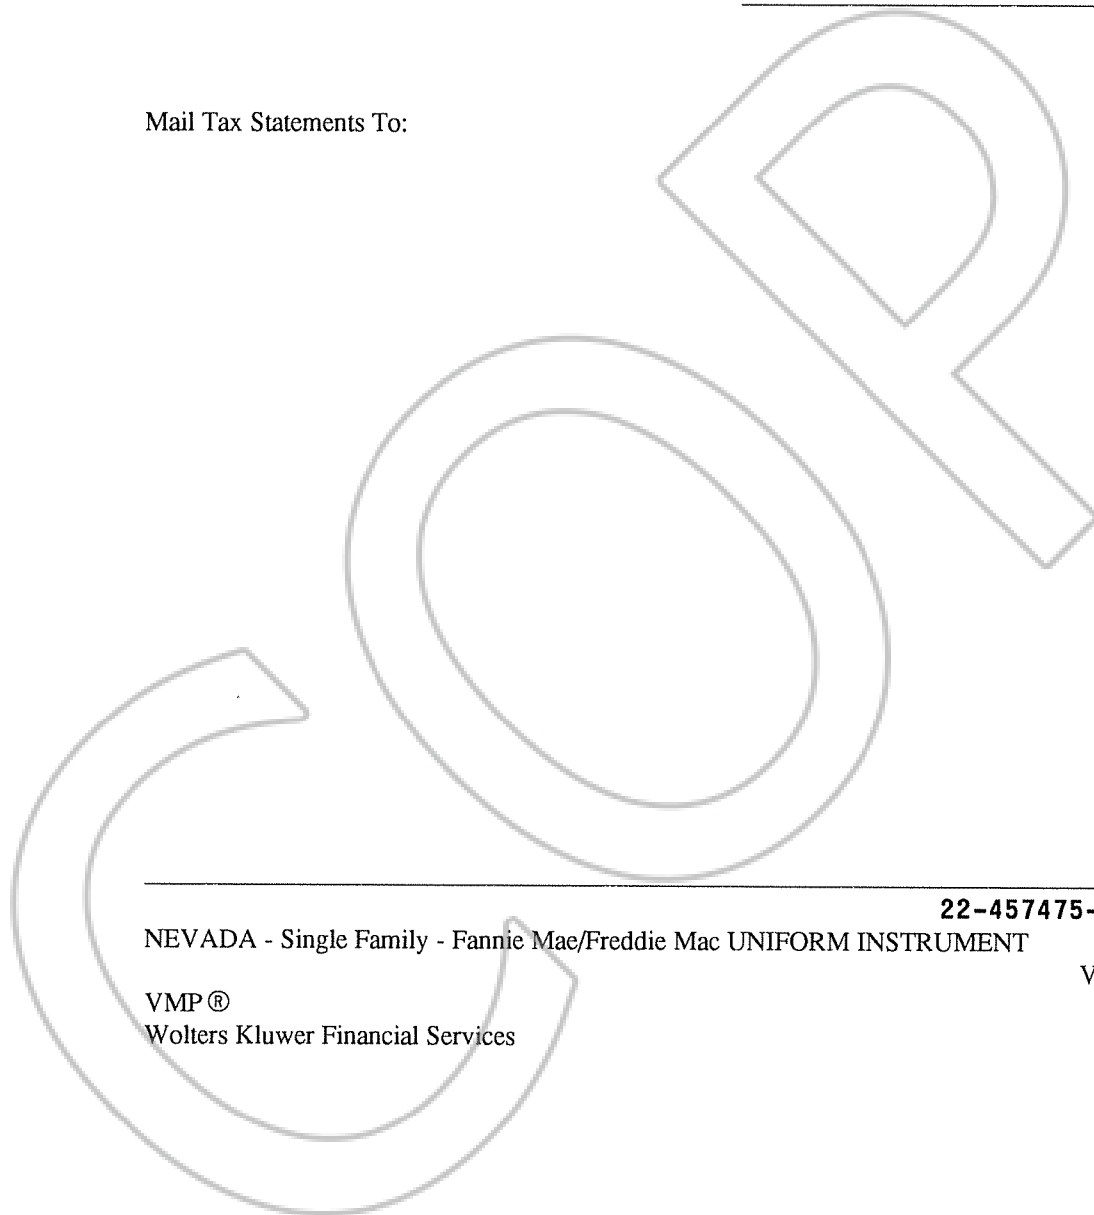 Mail Tax Statements To:
COP
22-457475-
NEVADA - Single Family - Fannie Mae/Freddie Mac UNIFORM INSTRUMENT
V
VMP ®
Wolters Kluwer Financial Services